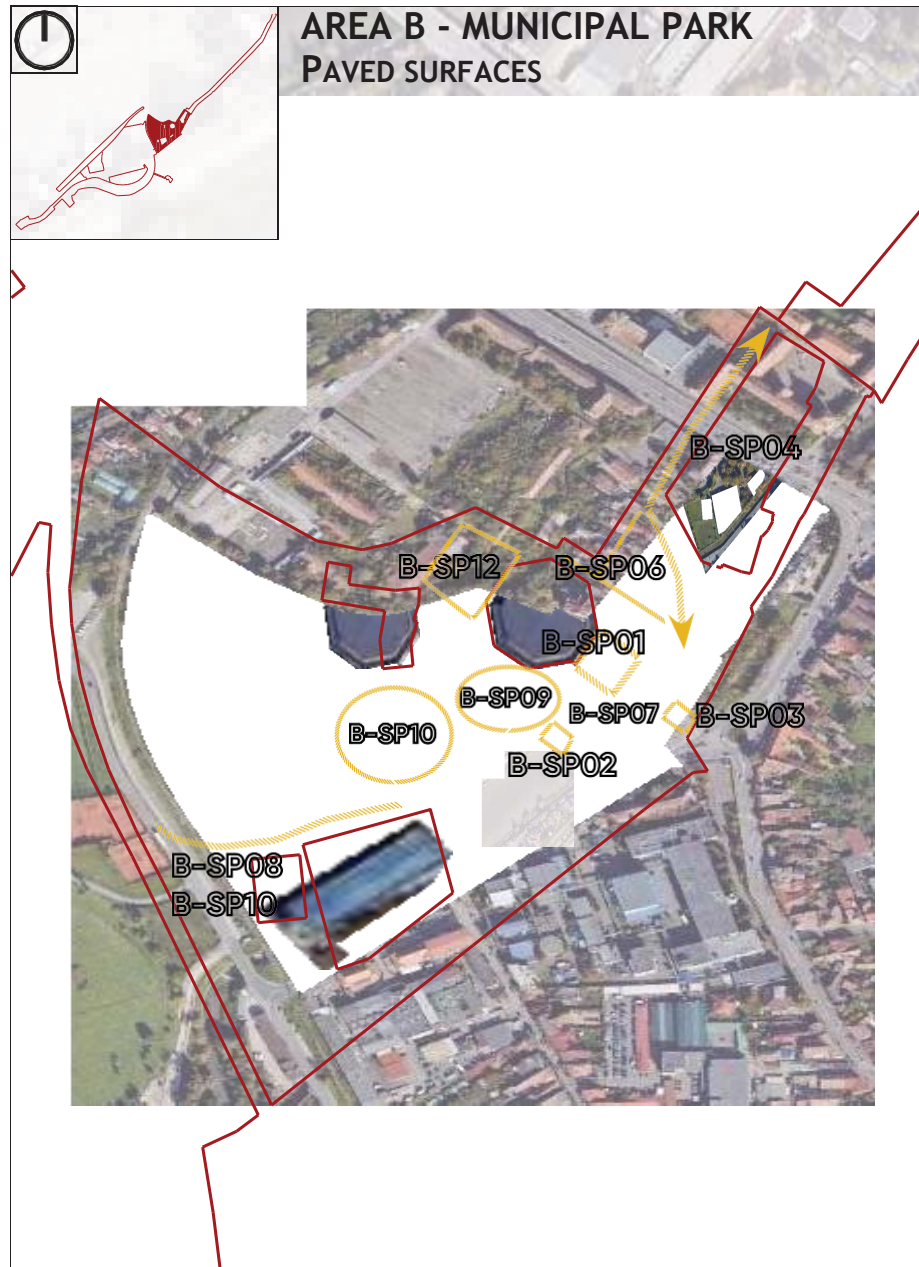 AREA B - MUNICIPAL PARK
PAVED SURFACES
B-SP04
B-SP12
B-SP06
B-SP01
B-SP09
B-SP07
B-SP03
B-SP10
B-SP02
B-SP08
B-SP10